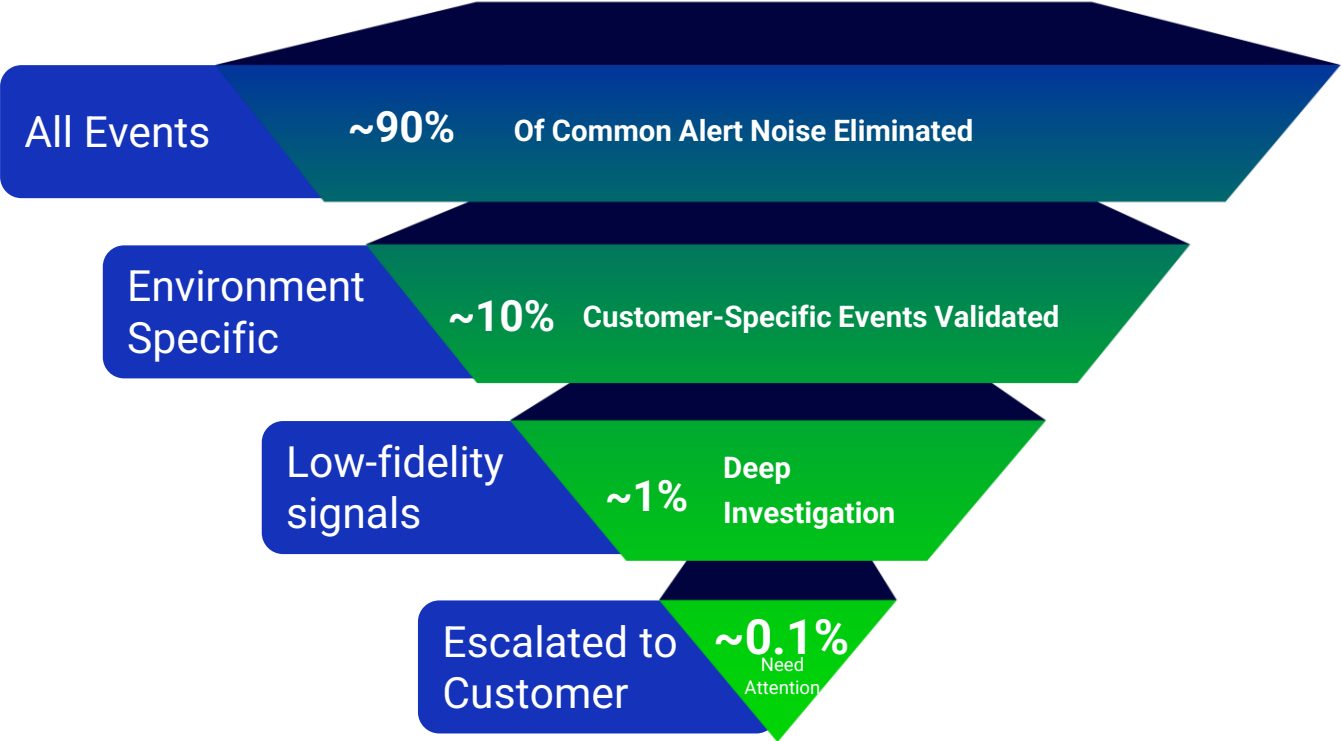 All Events
~90%
Of Common Alert Noise Eliminated
Environment
Specific
~10%
Customer-Specific Events Validated
Low-fidelity
signals
~1%
Deep
Investigation
Escalated to
Customer
~0.1%
Need
Attention